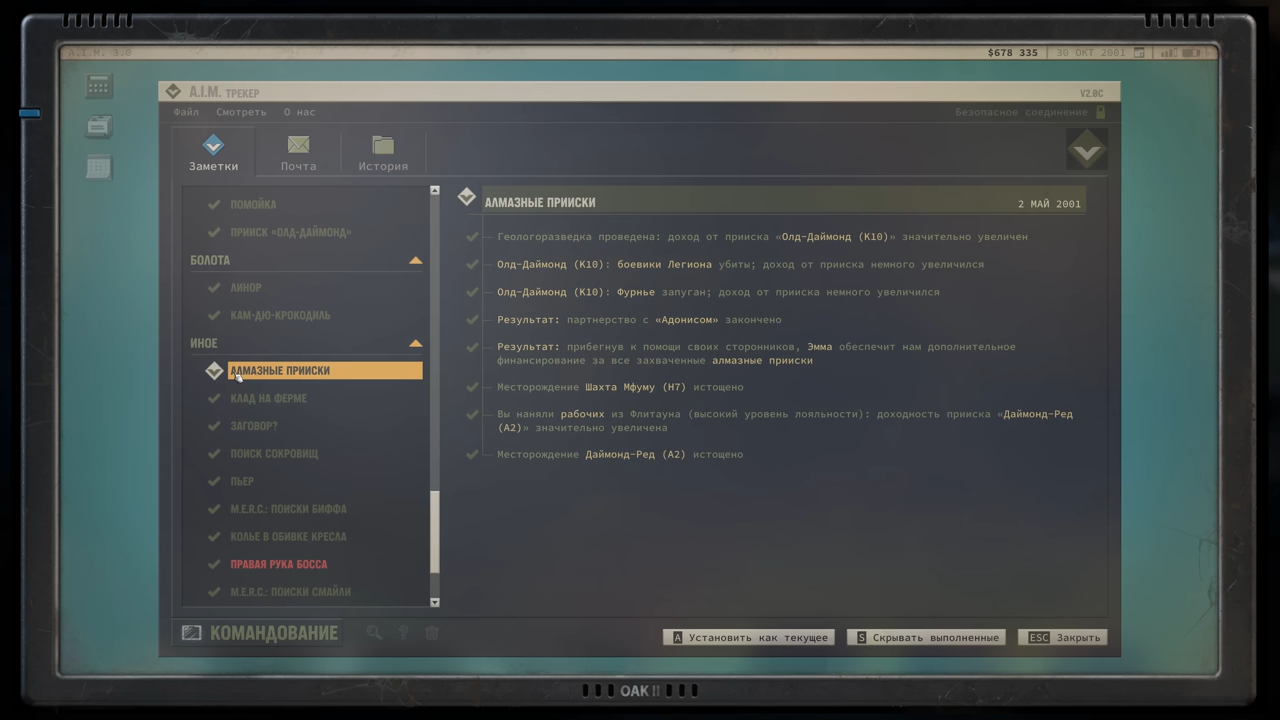 A.I.M. 3.0
$678 335
30 ОКТ 2001
A.I.M. ТРЕКЕР
V2.0C
Файл Смотреть О нас
Безопасное соединение
Заметки
Почта
История
ПОМОЙКА
ПРИИСК «ОЛД-ДАЙМОНД»
БОЛОТА
ЛИНОР
КАМ-ДЮ-КРОКОДИЛЬ
ИНОЕ
АЛМАЗНЫЕ ПРИИСКИ
КЛАД НА ФЕРМЕ
ЗАГОВОР?
ПОИСК СОКРОВИЩ
ПЬЕР
M.E.R.C.: ПОИСКИ БИФФА
КОЛЬЕ В ОБИВКЕ КРЕСЛА
ПРАВАЯ РУКА БОССА
M.E.R.C.: ПОИСКИ СМАЙЛИ
АЛМАЗНЫЕ ПРИИСКИ
2 МАЙ 2001
Геологоразведка проведена: доход от прииска «Олд-Даймонд (K10)» значительно увеличен
Олд-Даймонд (K10): боевики Легиона убиты; доход от прииска немного увеличился
Олд-Даймонд (K10): Фурнье запуган; доход от прииска немного увеличился
Результат: партнерство с «Адонисом» закончено
Результат: прибегнув к помощи своих сторонников, Эмма обеспечит нам дополнительное
финансирование за все захваченные алмазные прииски
Месторождение Шахта Мфуму (H7) истощено
Вы наняли рабочих из Флитауна (высокий уровень лояльности): доходность прииска «Даймонд-Ред
(A2)» значительно увеличена
Месторождение Даймонд-Ред (A2) истощено
КОМАНДОВАНИЕ
?
A Установить как текущее
S Скрывать выполненные
ESC Закрыть
OAK II